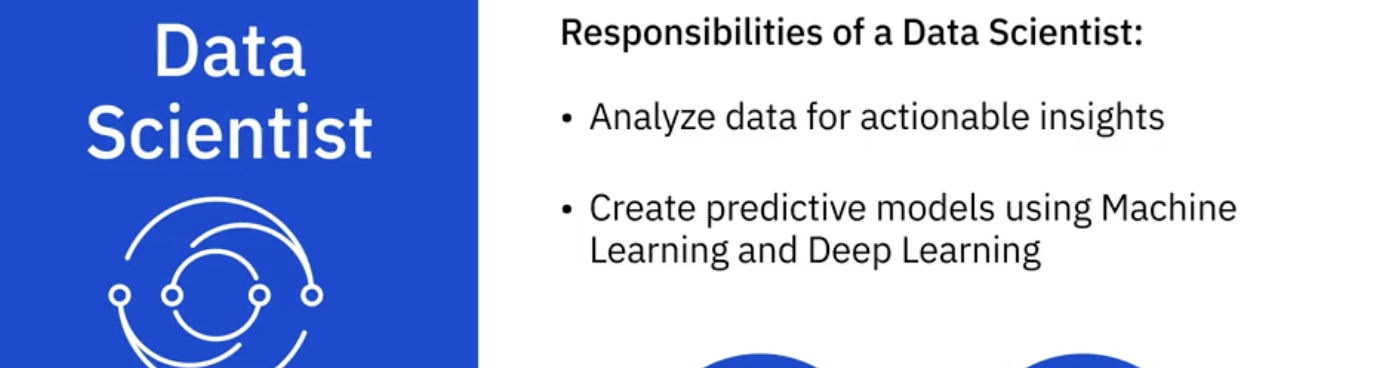 Data
Scientist
Responsibilities of a Data Scientist:
• Analyze data for actionable insights
• Create predictive models using Machine
Learning and Deep Learning